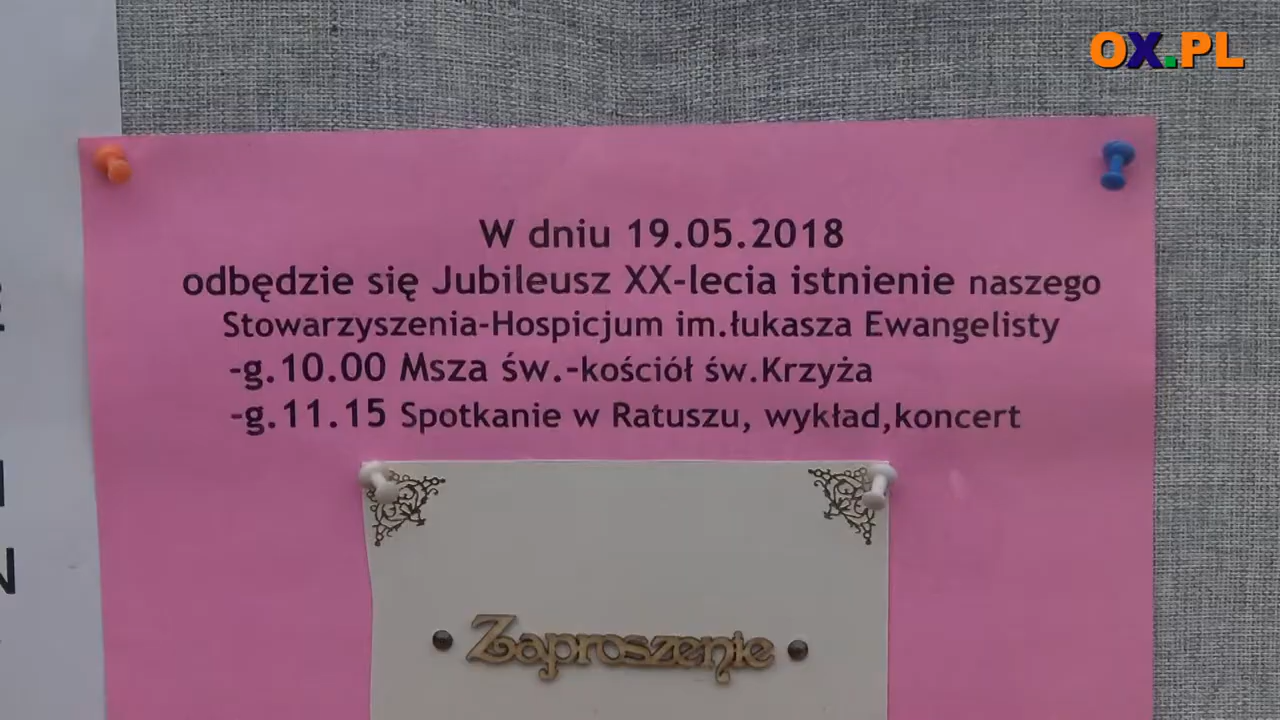 OX.PL
W dniu 19.05.2018
odbędzie się Jubileusz XX-lecia istnienie naszego
Stowarzyszenia-Hospicjum im.łukasza Ewangelisty
-g.10.00 Msza św.-kościół św.Krzyża
-g.11.15 Spotkanie w Ratuszu, wykład,koncert
Zaproszenie